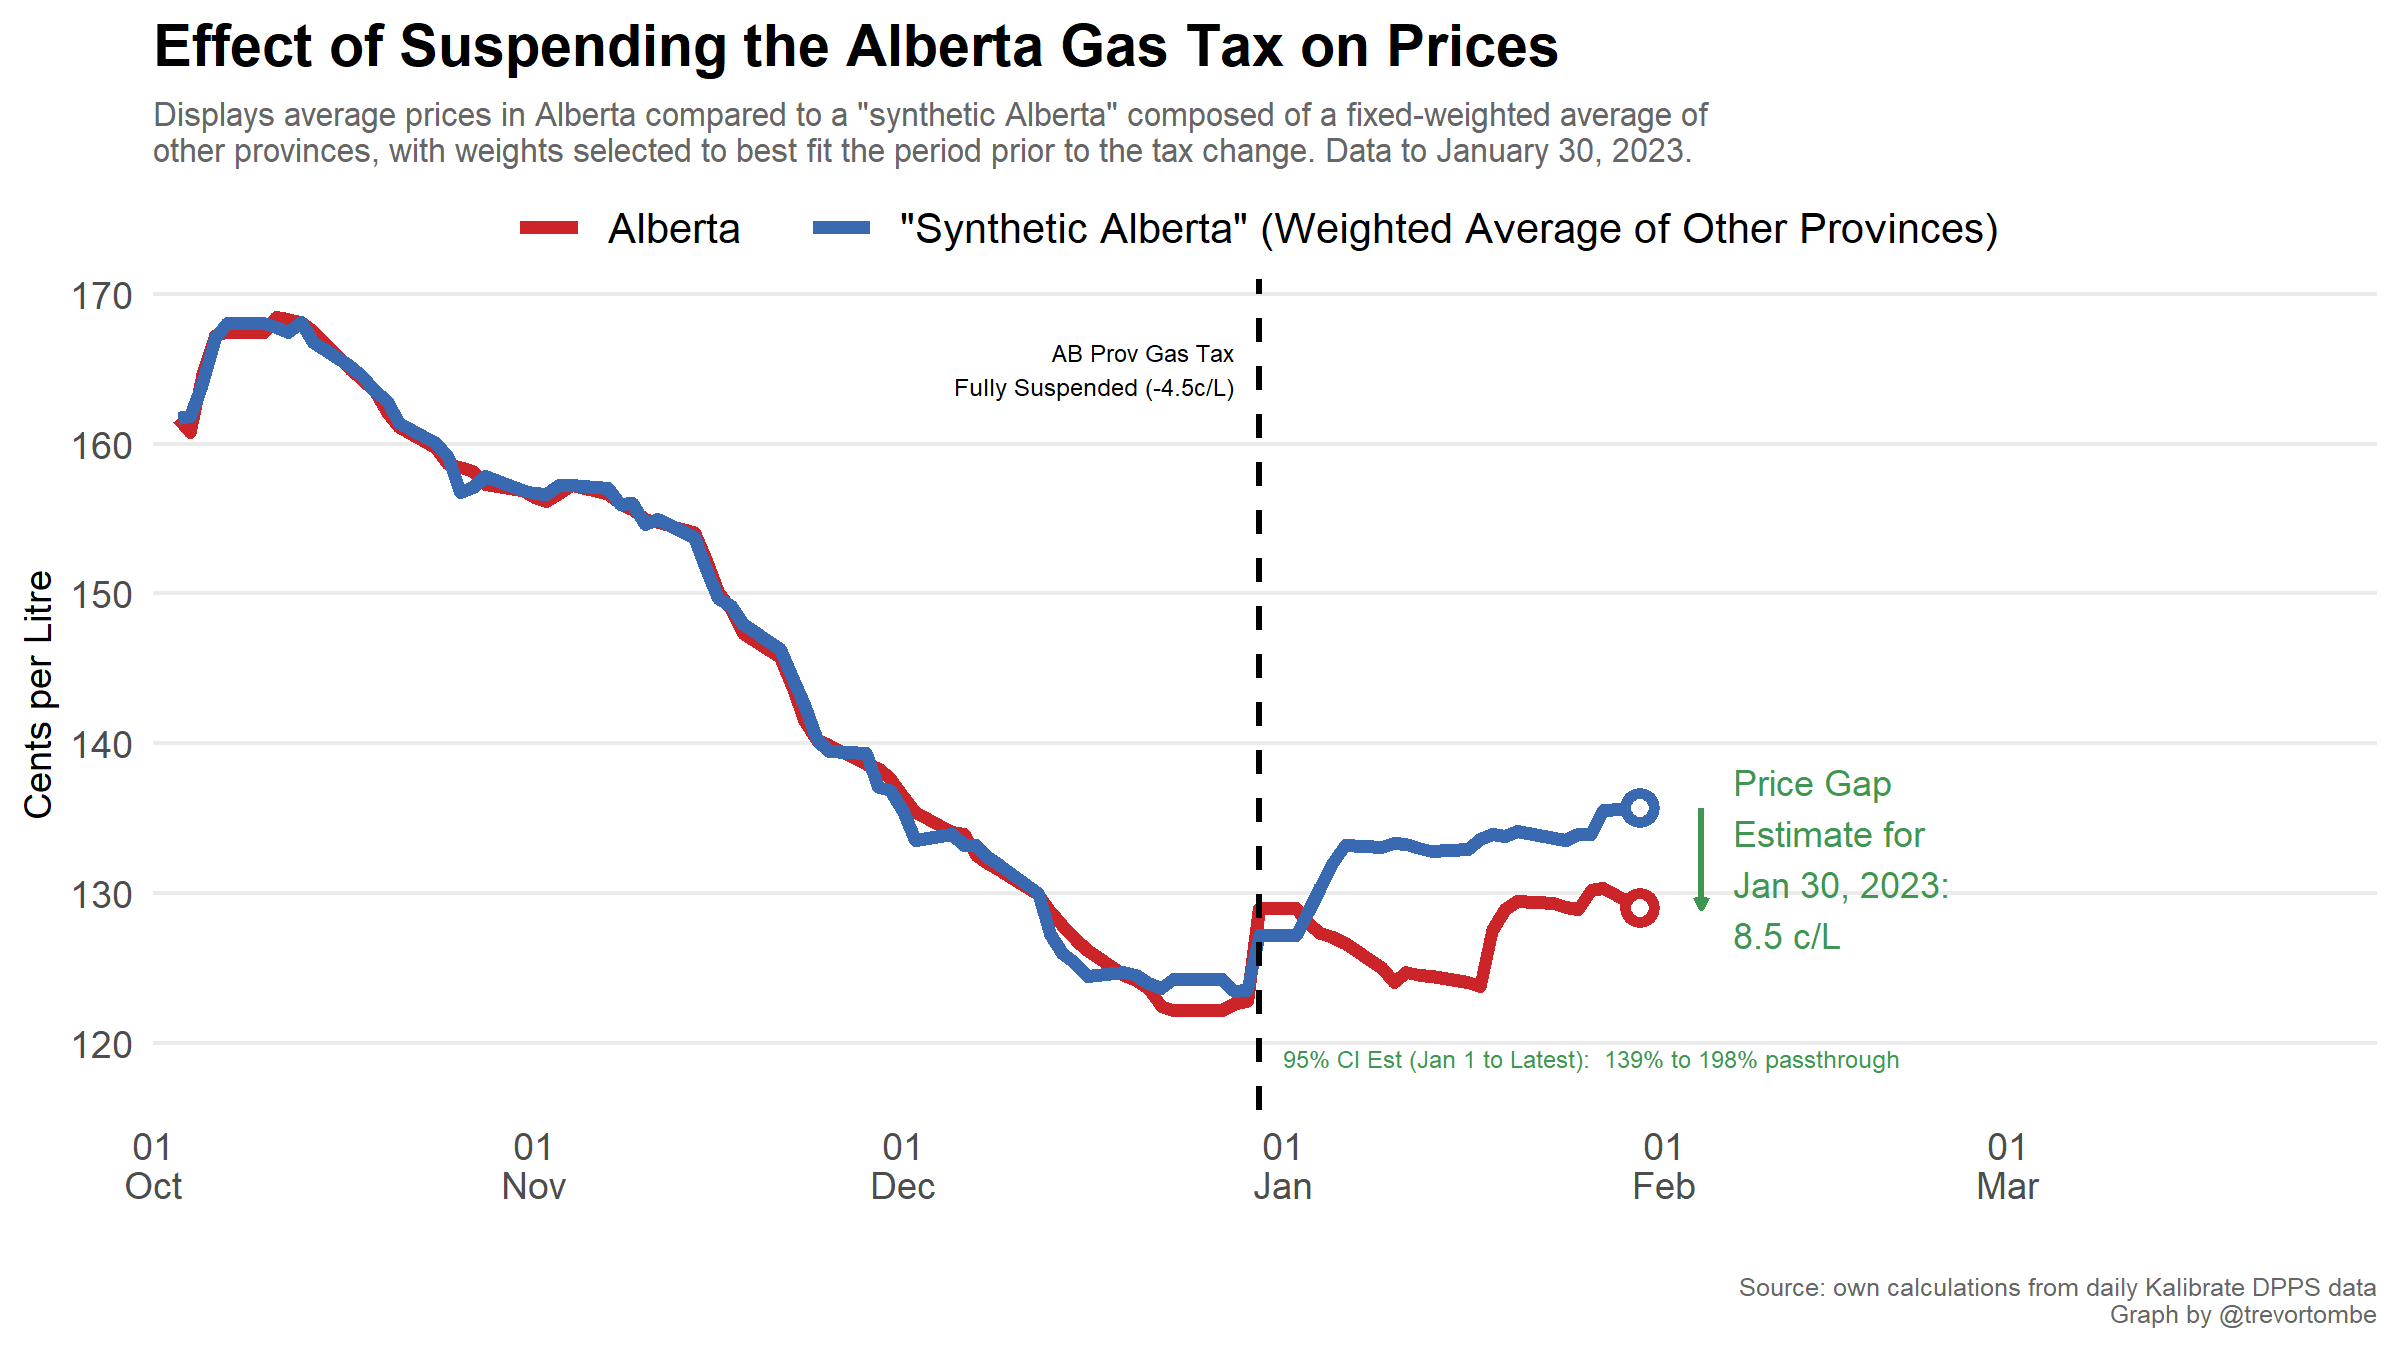 Effect of Suspending the Alberta Gas Tax on Prices
Displays average prices in Alberta compared to a "synthetic Alberta" composed of a fixed-weighted average of
other provinces, with weights selected to best fit the period prior to the tax change. Data to January 30, 2023.
Alberta
"Synthetic Alberta" (Weighted Average of Other Provinces)
Cents per Litre
170
160
150
140
130
120
AB Prov Gas Tax
Fully Suspended (-4.5c/L)
Price Gap
Estimate for
Jan 30, 2023:
8.5 c/L
95% CI Est (Jan 1 to Latest):  139% to 198% passthrough
01
Oct
01
Nov
01
Dec
01
Jan
01
Feb
01
Mar
Source: own calculations from daily Kalibrate DPPS data
Graph by @trevortombe